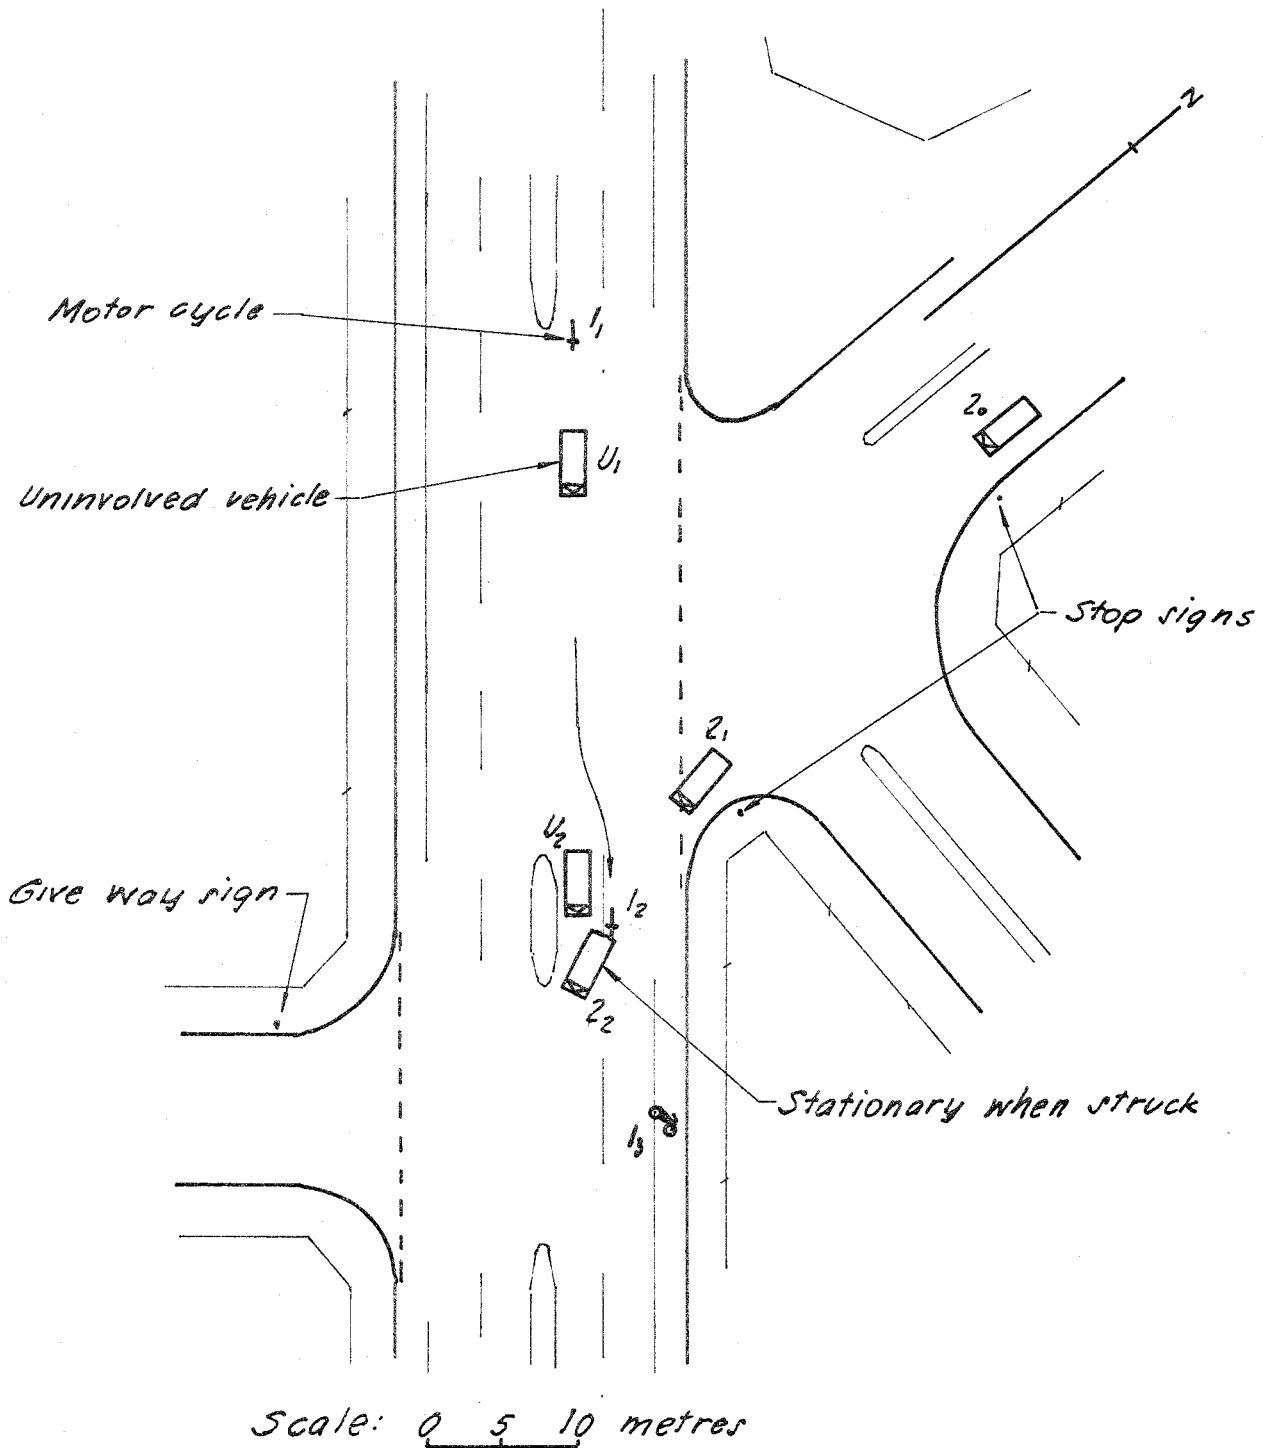 N
Motor cycle
1₁
2₀
U₁
Uninvolved vehicle
Stop signs
2₁
U₂
Give way sign
1₂
2₂
Stationary when struck
1₃
Scale: 0 5 10 metres